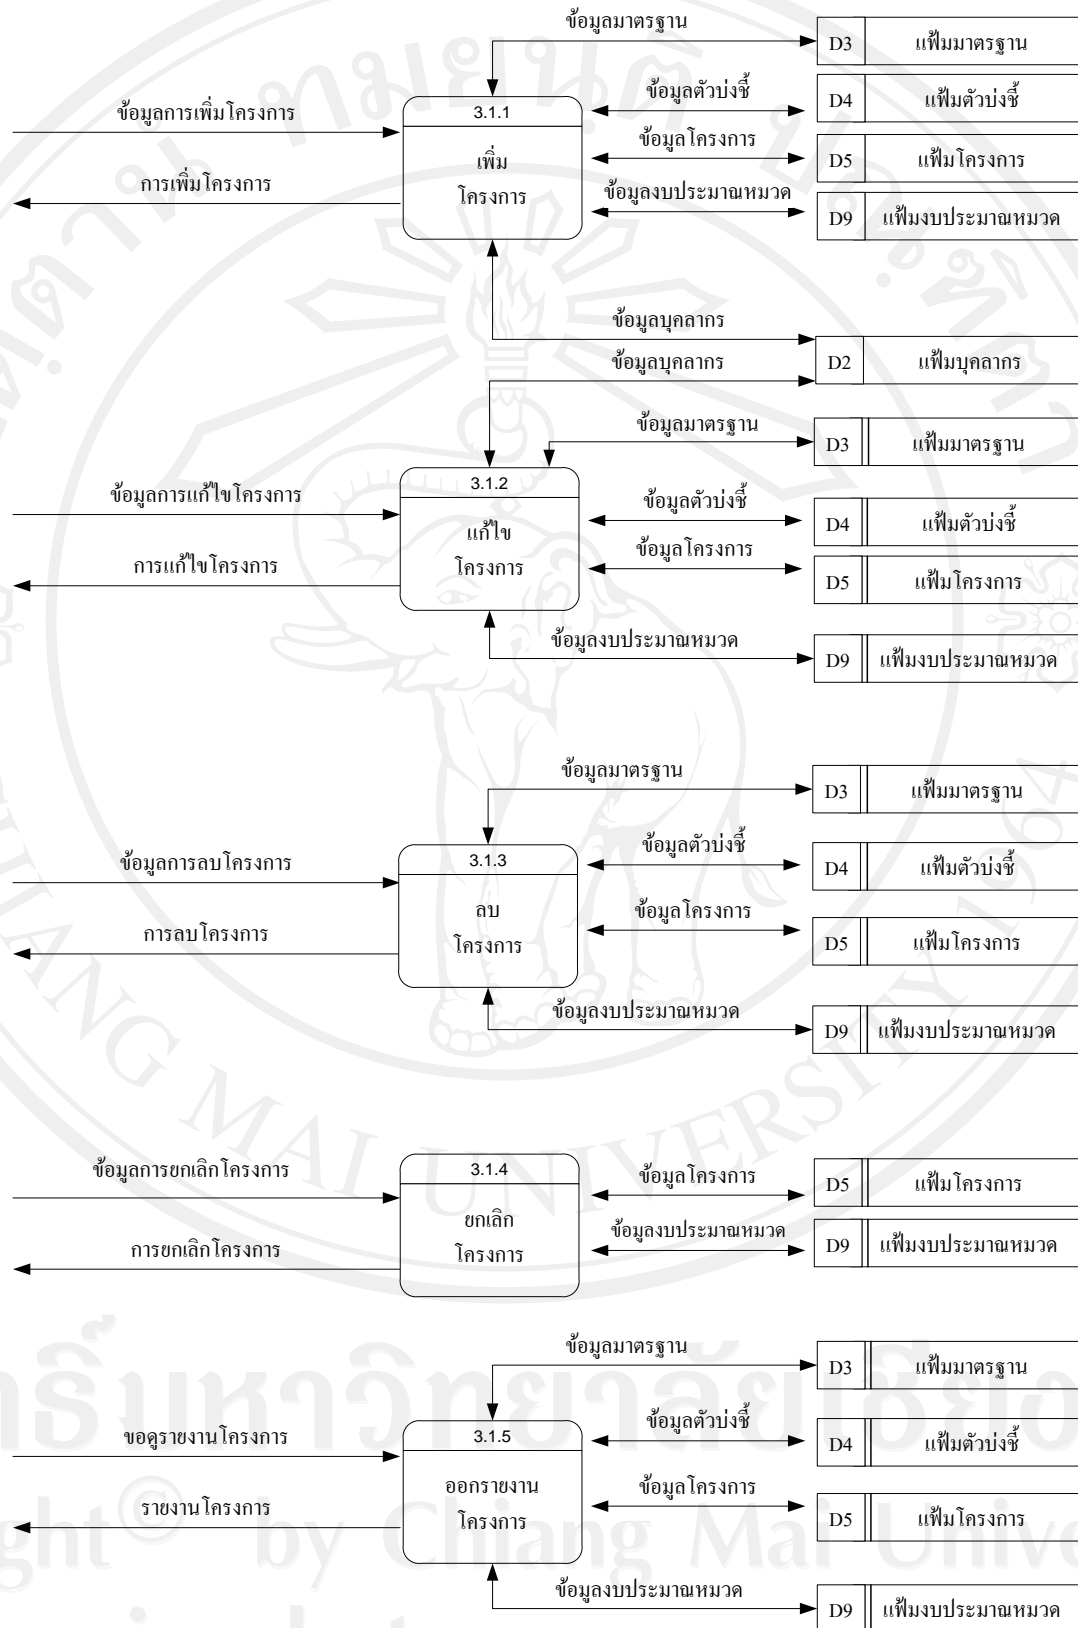 ข้อมูลมาตรฐาน
D3 แฟ้มมาตรฐาน
ข้อมูลการเพิ่มโครงการ
3.1.1
ข้อมูลตัวบ่งชี้
D4 แฟ้มตัวบ่งชี้
เพิ่ม
โครงการ
ข้อมูลโครงการ
D5 แฟ้มโครงการ
การเพิ่มโครงการ
ข้อมูลงบประมาณหมวด
D9 แฟ้มงบประมาณหมวด
ข้อมูลบุคลากร
ข้อมูลบุคลากร
D2 แฟ้มบุคลากร
ข้อมูลมาตรฐาน
D3 แฟ้มมาตรฐาน
ข้อมูลการแก้ไขโครงการ
3.1.2
ข้อมูลตัวบ่งชี้
D4 แฟ้มตัวบ่งชี้
แก้ไข
โครงการ
ข้อมูลโครงการ
D5 แฟ้มโครงการ
การแก้ไขโครงการ
ข้อมูลงบประมาณหมวด
D9 แฟ้มงบประมาณหมวด
ข้อมูลมาตรฐาน
D3 แฟ้มมาตรฐาน
ข้อมูลการลบโครงการ
3.1.3
ข้อมูลตัวบ่งชี้
D4 แฟ้มตัวบ่งชี้
ลบ
โครงการ
ข้อมูลโครงการ
D5 แฟ้มโครงการ
การลบโครงการ
ข้อมูลงบประมาณหมวด
D9 แฟ้มงบประมาณหมวด
ข้อมูลการยกเลิกโครงการ
3.1.4
ข้อมูลโครงการ
D5 แฟ้มโครงการ
ยกเลิก
โครงการ
การยกเลิกโครงการ
ข้อมูลงบประมาณหมวด
D9 แฟ้มงบประมาณหมวด
ข้อมูลมาตรฐาน
D3 แฟ้มมาตรฐาน
ขอดูรายงานโครงการ
3.1.5
ข้อมูลตัวบ่งชี้
D4 แฟ้มตัวบ่งชี้
ออกรายงาน
โครงการ
ข้อมูลโครงการ
D5 แฟ้มโครงการ
รายงานโครงการ
ข้อมูลงบประมาณหมวด
D9 แฟ้มงบประมาณหมวด
MAI UNIVERSITY 1964
by Chiang Mai